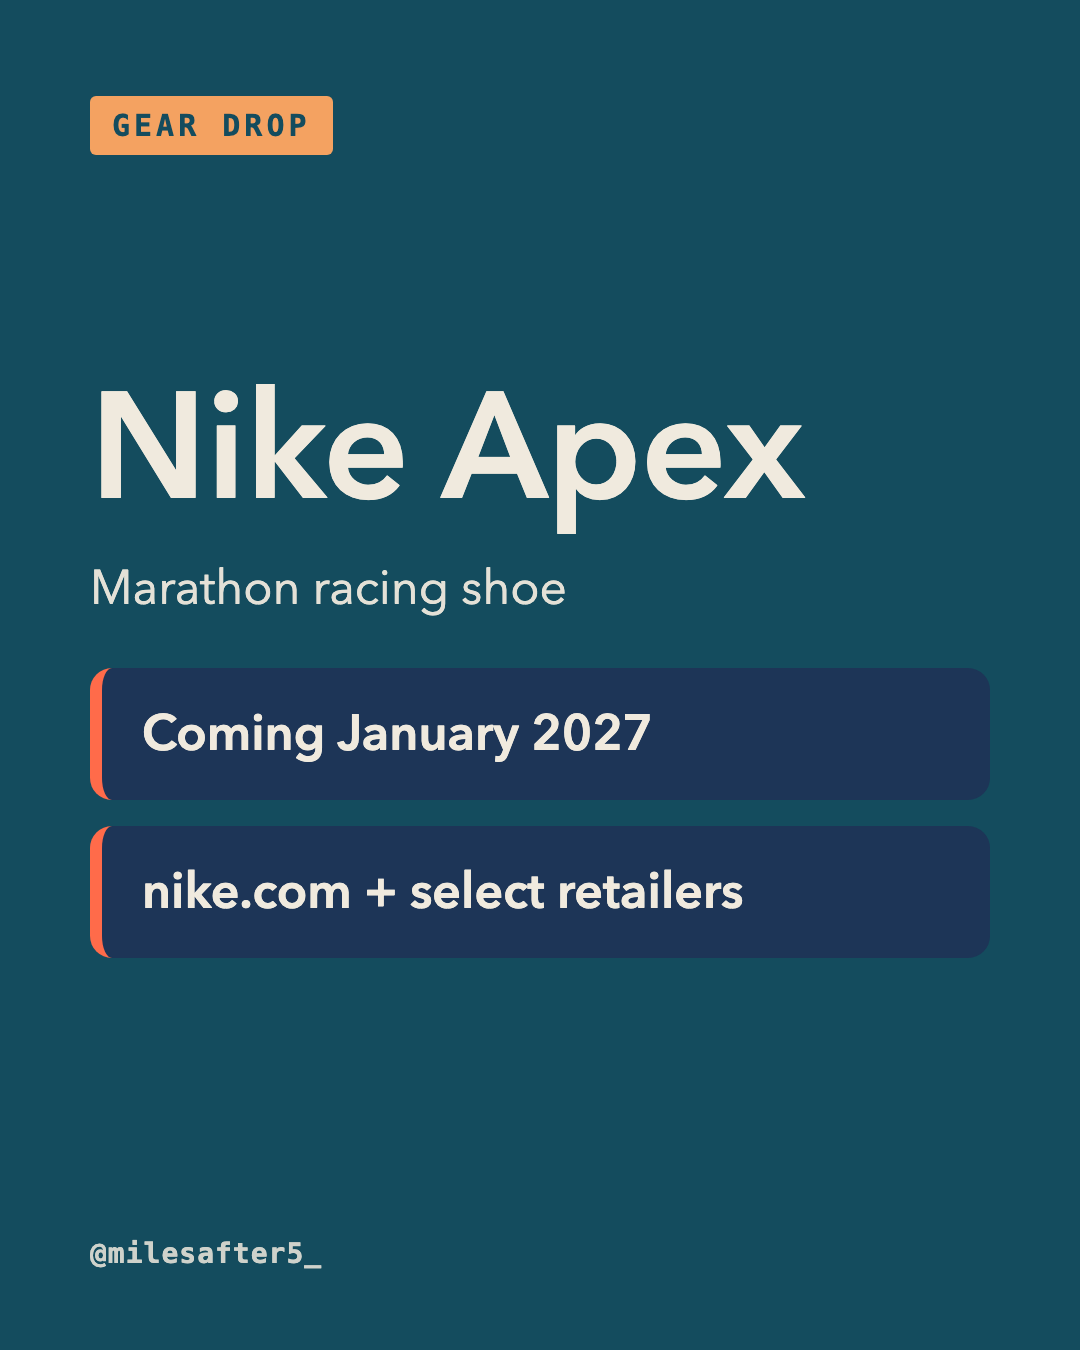 GEAR DROP
Nike Apex
Marathon racing shoe
Coming January 2027
nike.com + select retailers
@milesafter5_